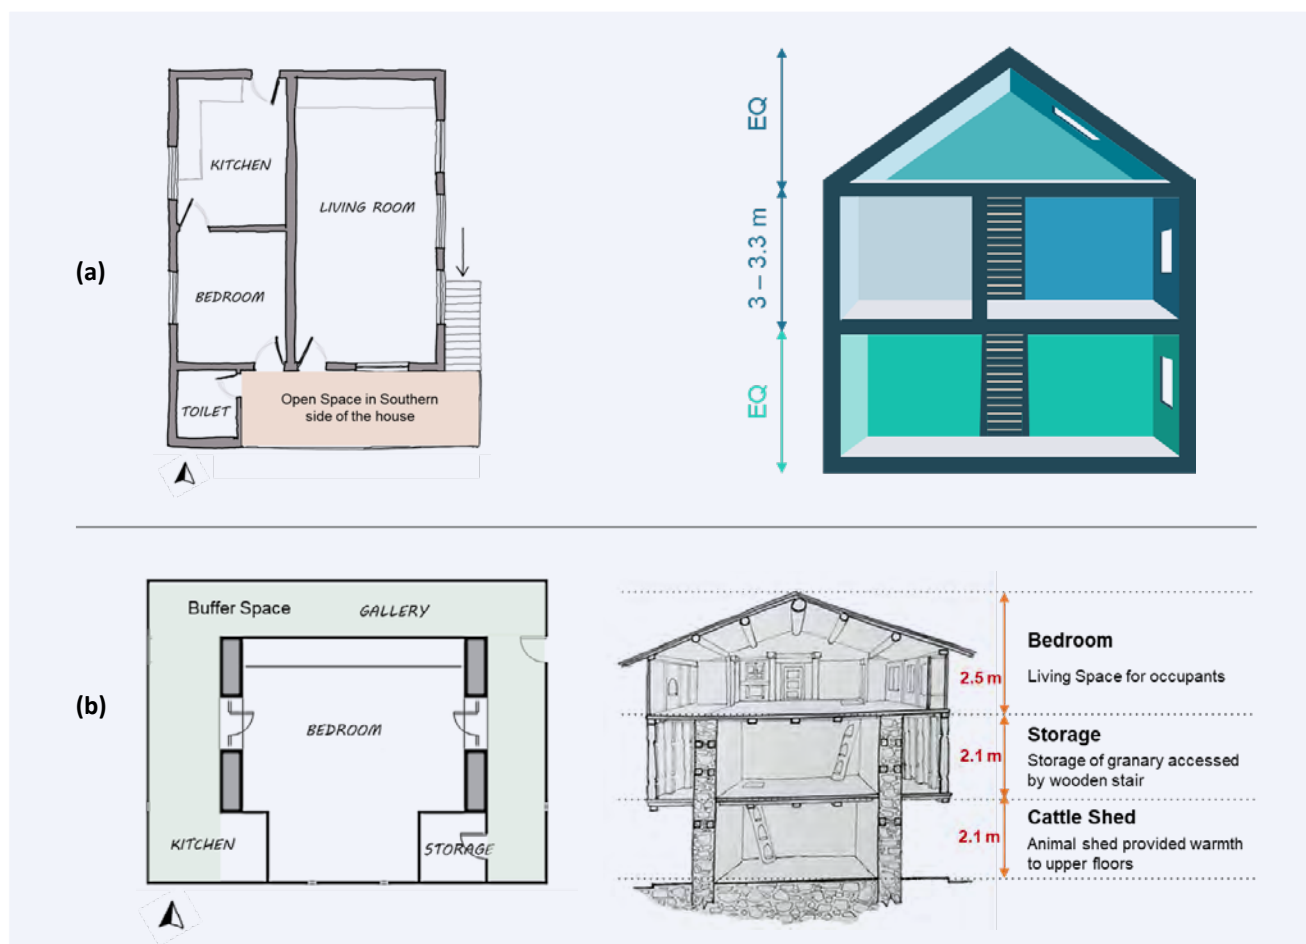 (a)
KITCHEN
LIVING ROOM
BEDROOM
TOILET
Open Space in Southern
side of the house
EQ
3 – 3.3 m
EQ
(b)
Buffer Space
GALLERY
BEDROOM
KITCHEN
STORAGE
2.5 m
Bedroom
Living Space for occupants
2.1 m
Storage
Storage of granary accessed
by wooden stair
2.1 m
Cattle Shed
Animal shed provided warmth
to upper floors